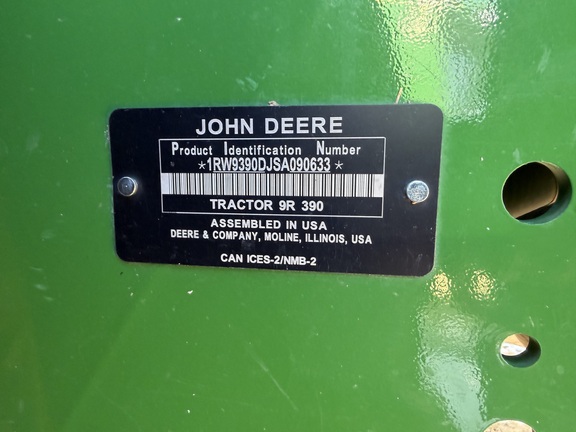 JOHN DEERE
Product Identification Number
*1RW9390DJSA090633*
TRACTOR 9R 390
ASSEMBLED IN USA
DEERE & COMPANY, MOLINE, ILLINOIS, USA
CAN ICES-2/NMB-2